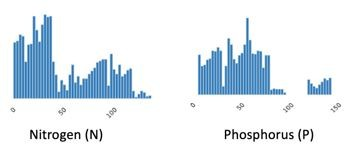 0 50 100
0 50 100 150
Nitrogen (N)
Phosphorus (P)